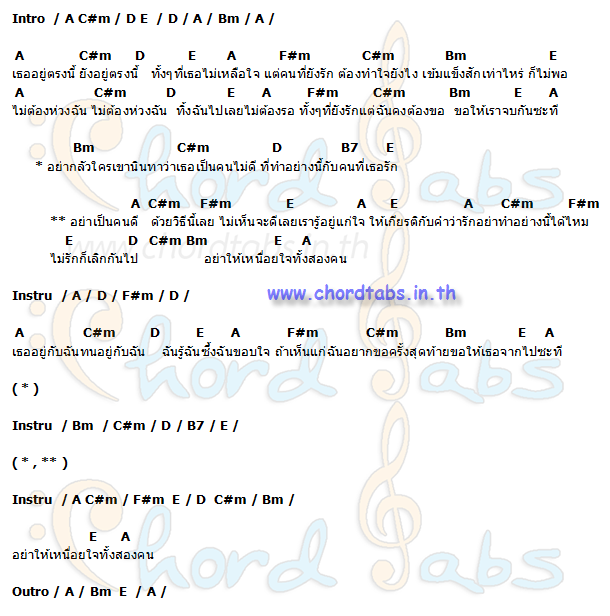 Intro / A C#m / D E / D / A / Bm / A /
A C#m D E A F#m C#m Bm E
เธออยู่ตรงนี้ ยังอยู่ตรงนี้ ทั้งๆที่เธอไม่เหลือใจ แต่คนที่ยังรัก ต้องทำใจยังไง เข้มแข็งสักเท่าไหร่ ก็ไม่พอ
A C#m D E A F#m C#m Bm E A
ไม่ต้องห่วงฉัน ไม่ต้องห่วงฉัน ทิ้งฉันไปเลยไม่ต้องรอ ทั้งๆที่ยังรักแต่ฉันคงต้องขอ ขอให้เราจบกันซะที
Bm C#m D B7 E
* อย่ากลัวใครเขานินทาว่าเธอเป็นคนไม่ดี ที่ทำอย่างนี้กับคนที่เธอรัก
A C#m F#m E A E A C#m F#m
** อย่าเป็นคนดี ด้วยวิธีนี้เลย ไม่เห็นจะดีเลยเรารู้อยู่แก่ใจ ให้เกียรติกับคำว่ารักอย่าทำอย่างนี้ได้ไหม
E D C#m Bm E A
ไม่รักก็เลิกกันไป อย่าให้เหนื่อยใจทั้งสองคน
Instru / A / D / F#m / D /
www.chordtabs.in.th
A C#m D E A F#m C#m Bm E A
เธออยู่กับฉันทนอยู่กับฉัน ฉันรู้ฉันซึ้งฉันขอบใจ ถ้าเห็นแก่ฉันอยากขอครั้งสุดท้ายขอให้เธอจากไปซะที
( * )
Instru / Bm / C#m / D / B7 / E /
( * , ** )
Instru / A C#m / F#m E / D C#m / Bm /
E A
อย่าให้เหนื่อยใจทั้งสองคน
Outro / A / Bm E / A /